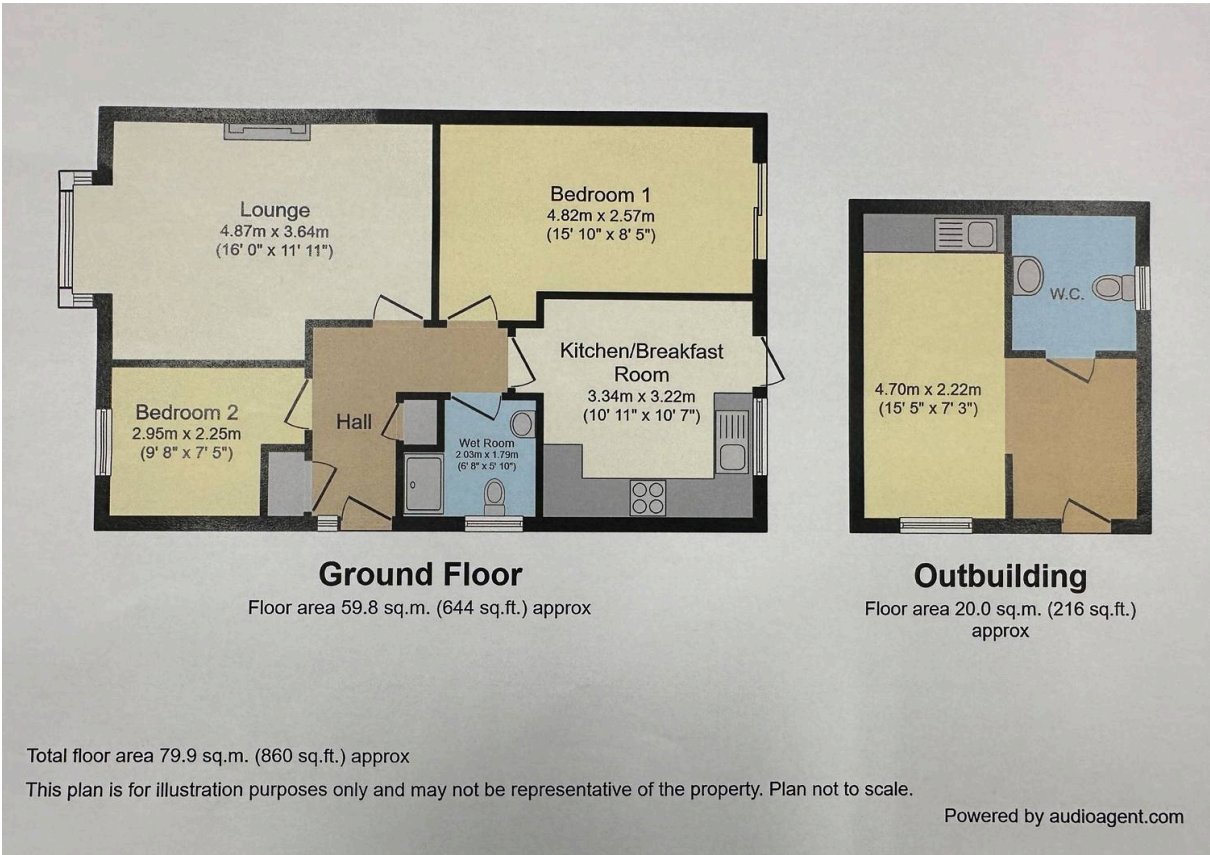 Lounge
4.87m x 3.64m
(16' 0" x 11' 11")
Bedroom 1
4.82m x 2.57m
(15' 10" x 8' 5")
Kitchen/Breakfast
Room
3.34m x 3.22m
(10' 11" x 10' 7")
Bedroom 2
2.95m x 2.25m
(9' 8" x 7' 5")
Hall
Wet Room
2.03m x 1.79m
(6' 8" x 5' 10")
Ground Floor
Floor area 59.8 sq.m. (644 sq.ft.) approx
W.C.
4.70m x 2.22m
(15' 5" x 7' 3")
Outbuilding
Floor area 20.0 sq.m. (216 sq.ft.)
approx
Total floor area 79.9 sq.m. (860 sq.ft.) approx
This plan is for illustration purposes only and may not be representative of the property. Plan not to scale.
Powered by audioagent.com